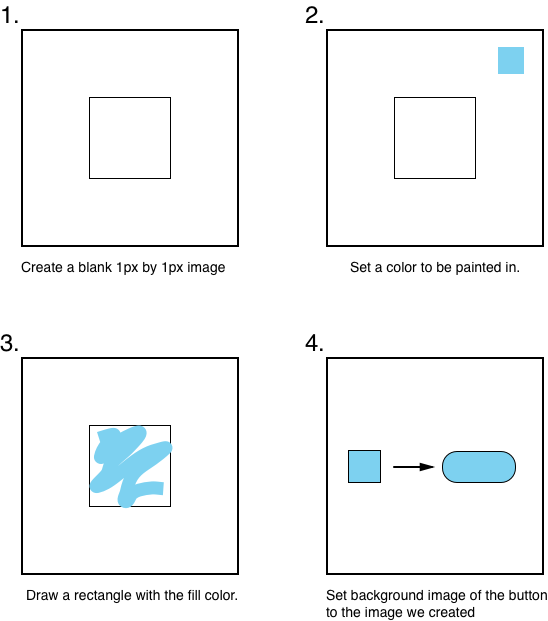 1.
Create a blank 1px by 1px image
2.
Set a color to be painted in.
3.
Draw a rectangle with the fill color.
4.
Set background image of the button
to the image we created